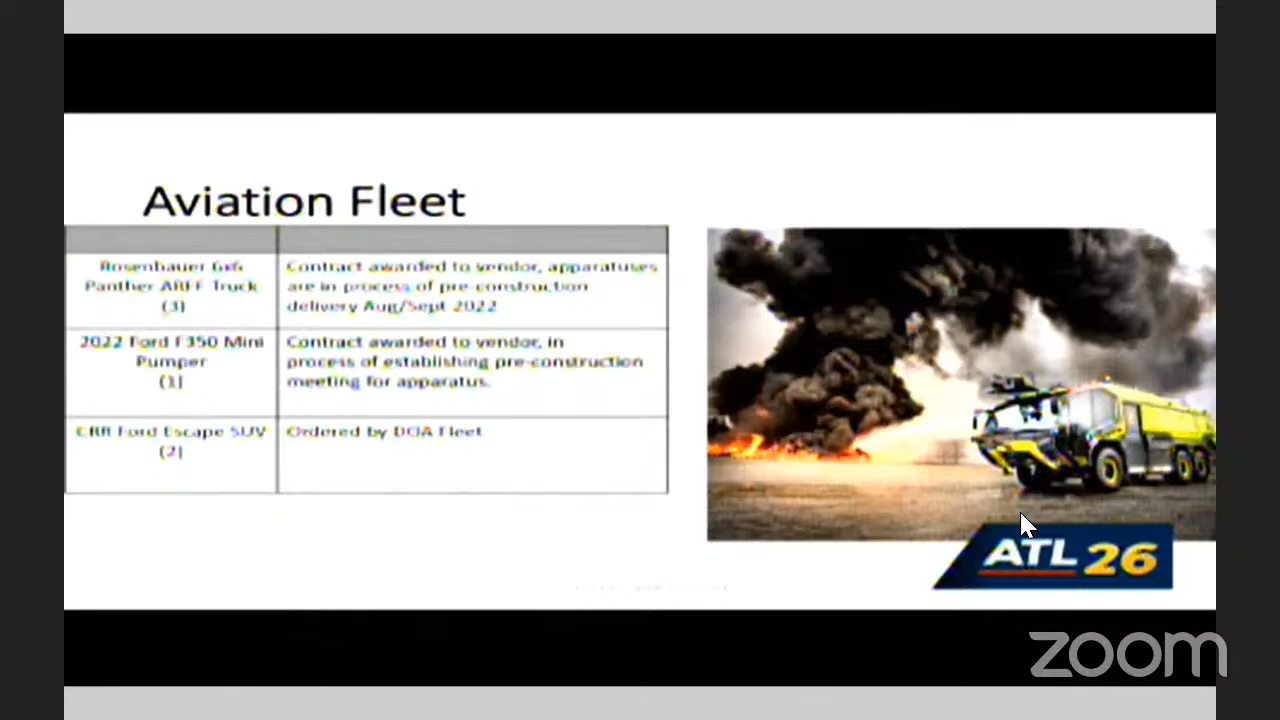 Aviation Fleet
Rosenbauer 6x6
Panther ARFF Truck
(3)
Contract awarded to vendor, apparatuses
are in process of pre-construction
delivery Aug/Sept 2022
2022 Ford F350 Mini
Pumper
(1)
Contract awarded to vendor, in
process of establishing pre-construction
meeting for apparatus.
CRR Ford Escape SUV
(2)
Ordered by DOA Fleet
ATL 26
zoom